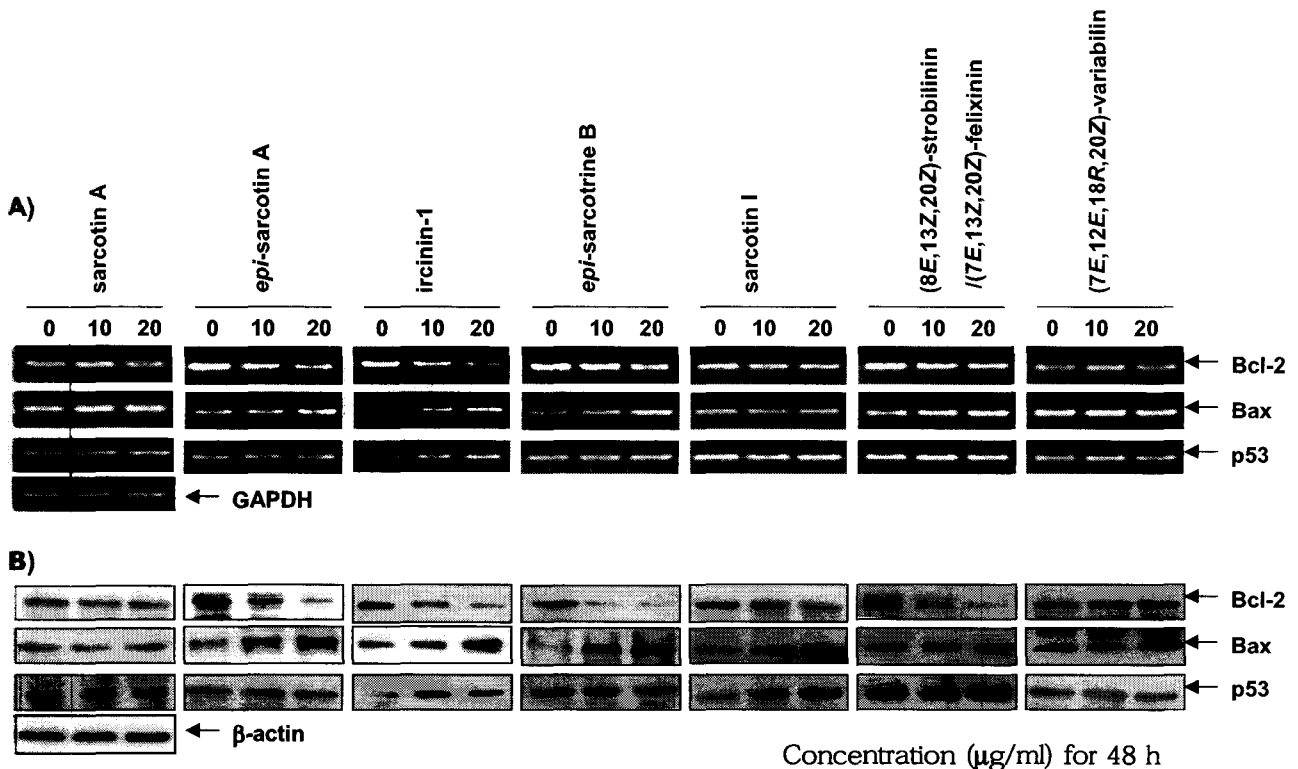 A)
sarcotin A
epi-sarcotin A
ircinin-1
epi-sarcotrine B
sarcotin I
(8E,13Z,20Z)-strobilinin
/(7E,13Z,20Z)-felixinin
(7E,12E,18R,20Z)-variabilin
0 10 20 0 10 20 0 10 20 0 10 20 0 10 20 0 10 20 0 10 20
Bcl-2
Bax
p53
GAPDH
B)
Bcl-2
Bax
p53
β-actin
Concentration (μg/ml) for 48 h